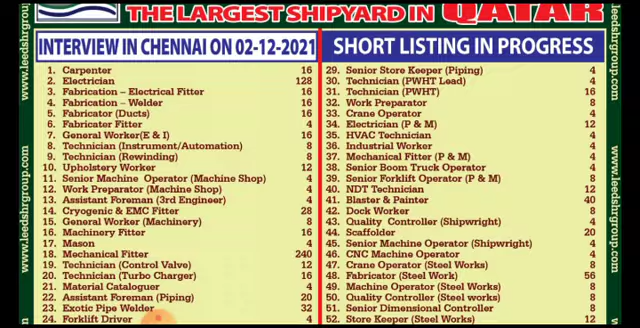 THE LARGEST SHIPYARD IN QATAR
INTERVIEW IN CHENNAI ON 02-12-2021
1. Carpenter 16
2. Electrician 128
3. Fabrication – Electrical Fitter 16
4. Fabrication – Welder 16
5. Fabricator (Ducts) 16
6. Fabricater Fitter 4
7. General Worker(E & I) 16
8. Technician (Instrument/Automation) 8
9. Technician (Rewinding) 8
10. Upholstery Worker 12
11. Senior Machine Operator (Machine Shop) 4
12. Work Preparator (Machine Shop) 4
13. Assistant Foreman (3rd Engineer) 4
14. Cryogenic & EMC Fitter 28
15. General Worker (Machinery) 8
16. Machinery Fitter 16
17. Mason 4
18. Mechanical Fitter 240
19. Technician (Control Valve) 12
20. Technician (Turbo Charger) 16
21. Material Cataloguer 4
22. Assistant Foreman (Piping) 20
23. Exotic Pipe Welder 32
24. Forklift Driver 4
SHORT LISTING IN PROGRESS
29. Senior Store Keeper (Piping) 4
30. Technician (PWHT Lead) 4
31. Technician (PWHT) 16
32. Work Preparator 8
33. Crane Operator 4
34. Electrician (P & M) 12
35. HVAC Technician 4
36. Industrial Worker 4
37. Mechanical Fitter (P & M) 4
38. Senior Boom Truck Operator 4
39. Senior Forklift Operator (P & M) 8
40. NDT Technician 12
41. Blaster & Painter 40
42. Dock Worker 8
43. Quality Controller (Shipwright) 4
44. Scaffolder 20
45. Senior Machine Operator (Shipwright) 4
46. CNC Machine Operator 4
47. Crane Operator (Steel Works) 8
48. Fabricator (Steel Work) 56
49. Machine Operator (Steel Works) 8
50. Quality Controller (Steel works) 8
51. Senior Dimensional Controller 8
52. Store Keeper (Steel Works) 12
www.leedshrgroup.com
www.leedshrgroup.com
www.leedshrgroup.com